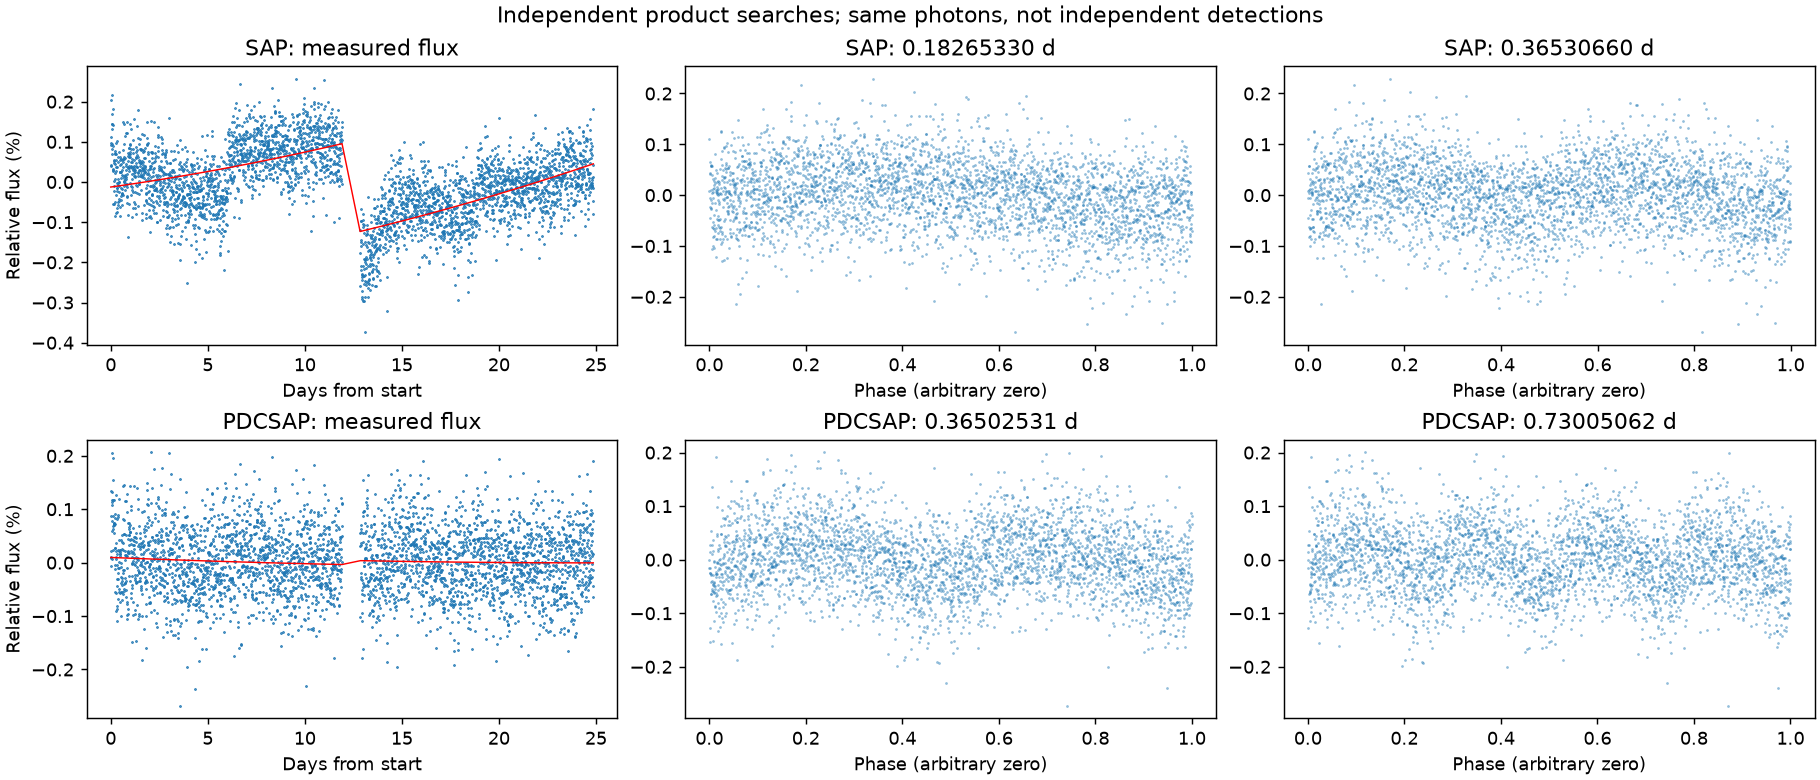 Independent product searches; same photons, not independent detections
SAP: measured flux
Relative flux (%)
0.2
0.1
0.0
−0.1
−0.2
−0.3
−0.4
0 5 10 15 20 25
Days from start
SAP: 0.18265330 d
0.2
0.1
0.0
−0.1
−0.2
0.0 0.2 0.4 0.6 0.8 1.0
Phase (arbitrary zero)
SAP: 0.36530660 d
0.2
0.1
0.0
−0.1
−0.2
0.0 0.2 0.4 0.6 0.8 1.0
Phase (arbitrary zero)
PDCSAP: measured flux
Relative flux (%)
0.2
0.1
0.0
−0.1
−0.2
0 5 10 15 20 25
Days from start
PDCSAP: 0.36502531 d
0.2
0.1
0.0
−0.1
−0.2
0.0 0.2 0.4 0.6 0.8 1.0
Phase (arbitrary zero)
PDCSAP: 0.73005062 d
0.2
0.1
0.0
−0.1
−0.2
0.0 0.2 0.4 0.6 0.8 1.0
Phase (arbitrary zero)